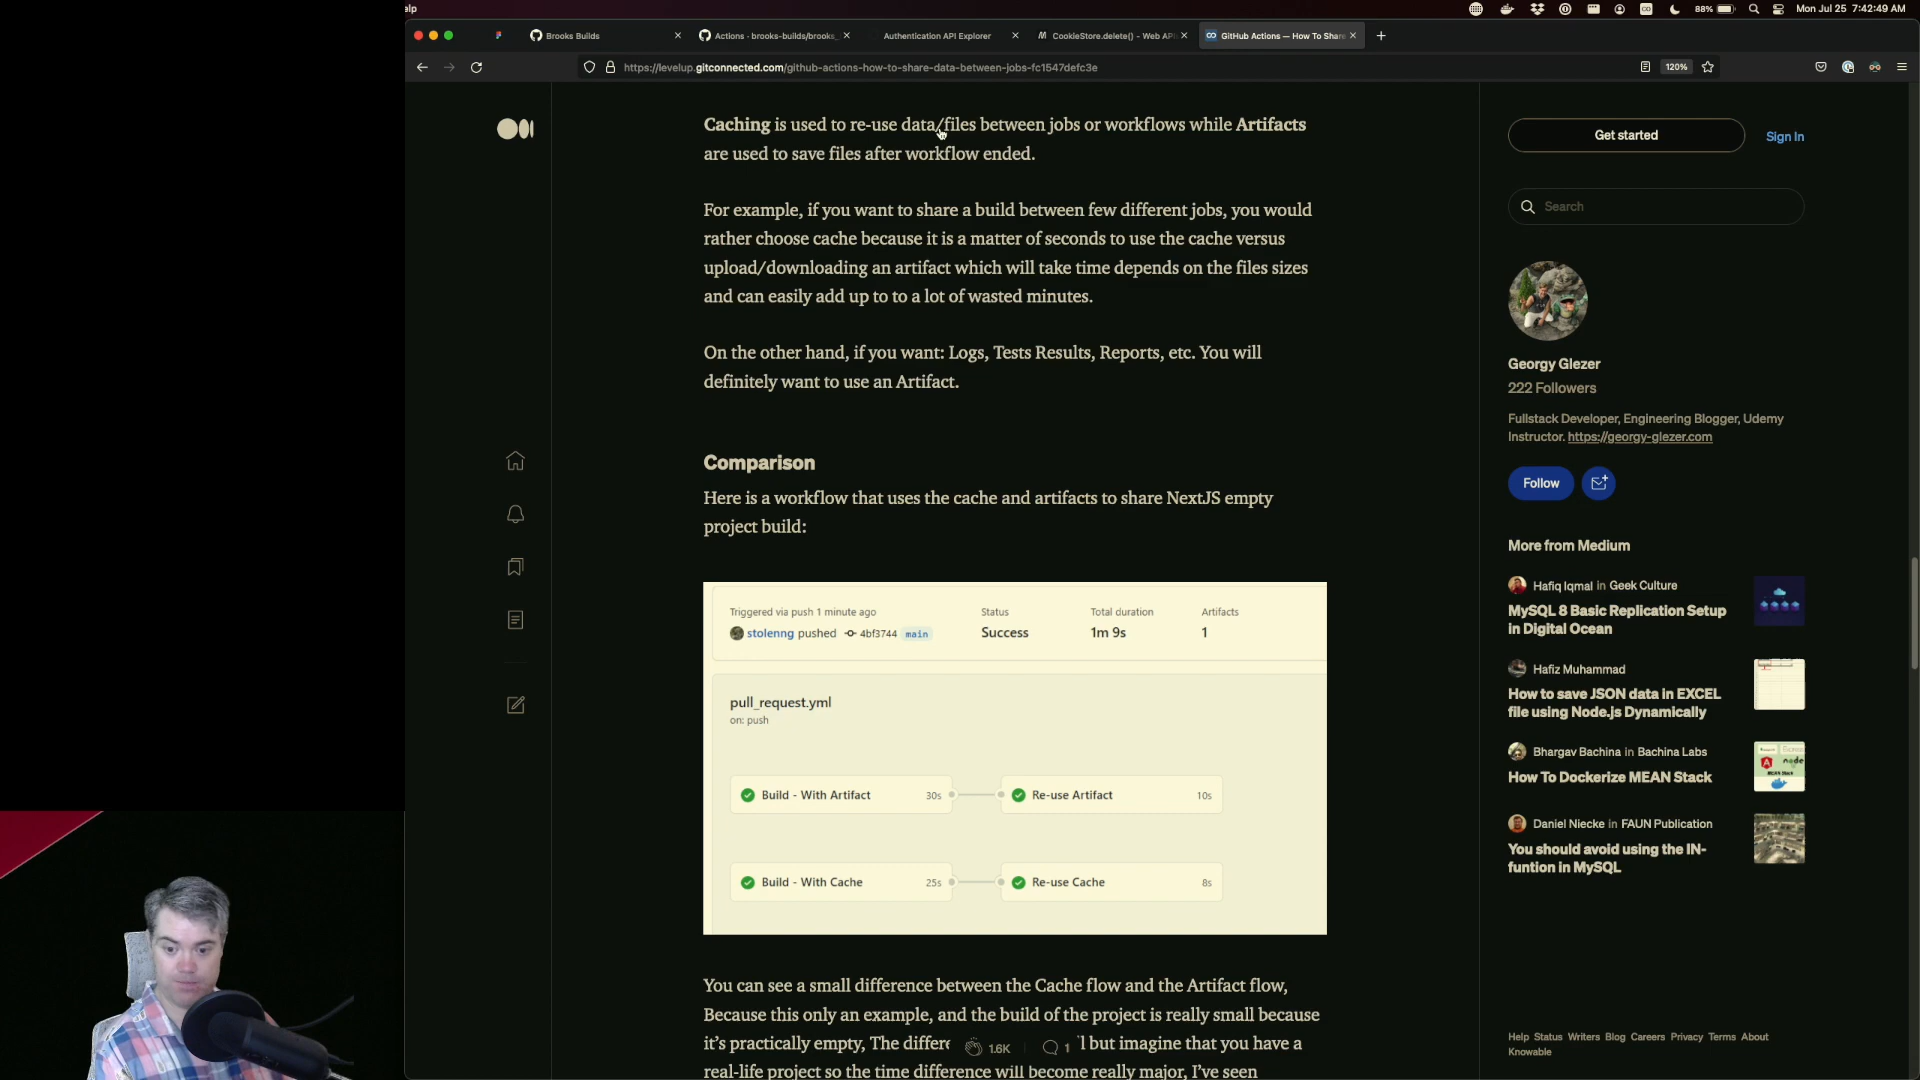 elp
88%
Mon Jul 25 7:42:49 AM
Brooks Builds
Actions - brooks-builds/brooks_
Authentication API Explorer
CookieStore.delete() - Web API
GitHub Actions — How To Share
https://levelup.gitconnected.com/github-actions-how-to-share-data-between-jobs-fc1547defc3e
120%
Caching is used to re-use data/files between jobs or workflows while Artifacts
are used to save files after workflow ended.
For example, if you want to share a build between few different jobs, you would
rather choose cache because it is a matter of seconds to use the cache versus
upload/downloading an artifact which will take time depends on the files sizes
and can easily add up to to a lot of wasted minutes.
On the other hand, if you want: Logs, Tests Results, Reports, etc. You will
definitely want to use an Artifact.
Comparison
Here is a workflow that uses the cache and artifacts to share NextJS empty
project build:
Triggered via push 1 minute ago
stolenng pushed 4bf3744 main
Status
Success
Total duration
1m 9s
Artifacts
1
pull_request.yml
on: push
Build - With Artifact 30s
Re-use Artifact 10s
Build - With Cache 25s
Re-use Cache 8s
You can see a small difference between the Cache flow and the Artifact flow,
Because this only an example, and the build of the project is really small because
it's practically empty, The differe
1.6K
1
but imagine that you have a
real-life project so the time difference will become really major, I've seen
Get started
Sign In
Search
Georgy Glezer
222 Followers
Fullstack Developer, Engineering Blogger, Udemy
Instructor. https://georgy-glezer.com
Follow
More from Medium
Hafiq Iqmal in Geek Culture
MySQL 8 Basic Replication Setup
in Digital Ocean
Hafiz Muhammad
How to save JSON data in EXCEL
file using Node.js Dynamically
Bhargav Bachina in Bachina Labs
How To Dockerize MEAN Stack
Daniel Niecke in FAUN Publication
You should avoid using the IN-
funtion in MySQL
Help Status Writers Blog Careers Privacy Terms About
Knowable